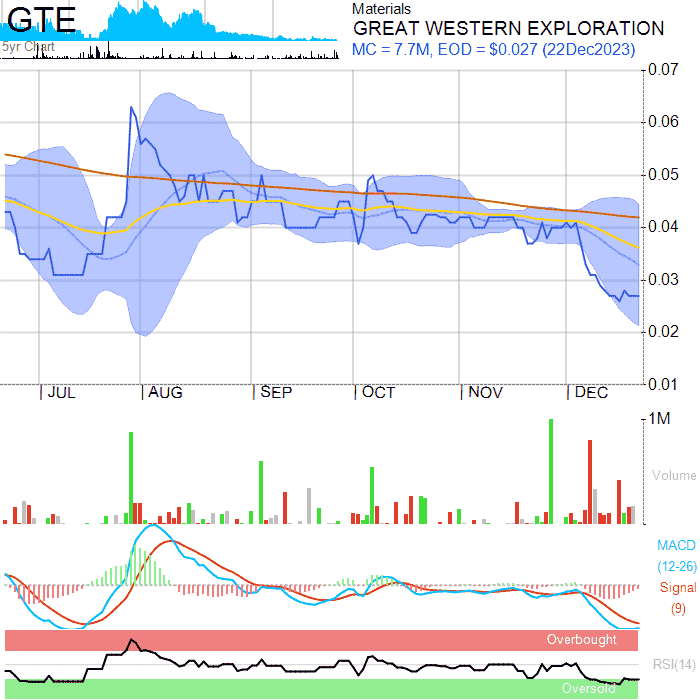 GTE
5yr Chart
Materials
GREAT WESTERN EXPLORATION
MC = 7.7M, EOD = $0.027 (22Dec2023)
0.07
0.06
0.05
0.04
0.03
0.02
0.01
JUL AUG SEP OCT NOV DEC
1M
Volume
MACD
(12-26)
Signal
(9)
Overbought
RSI(14)
Oversold